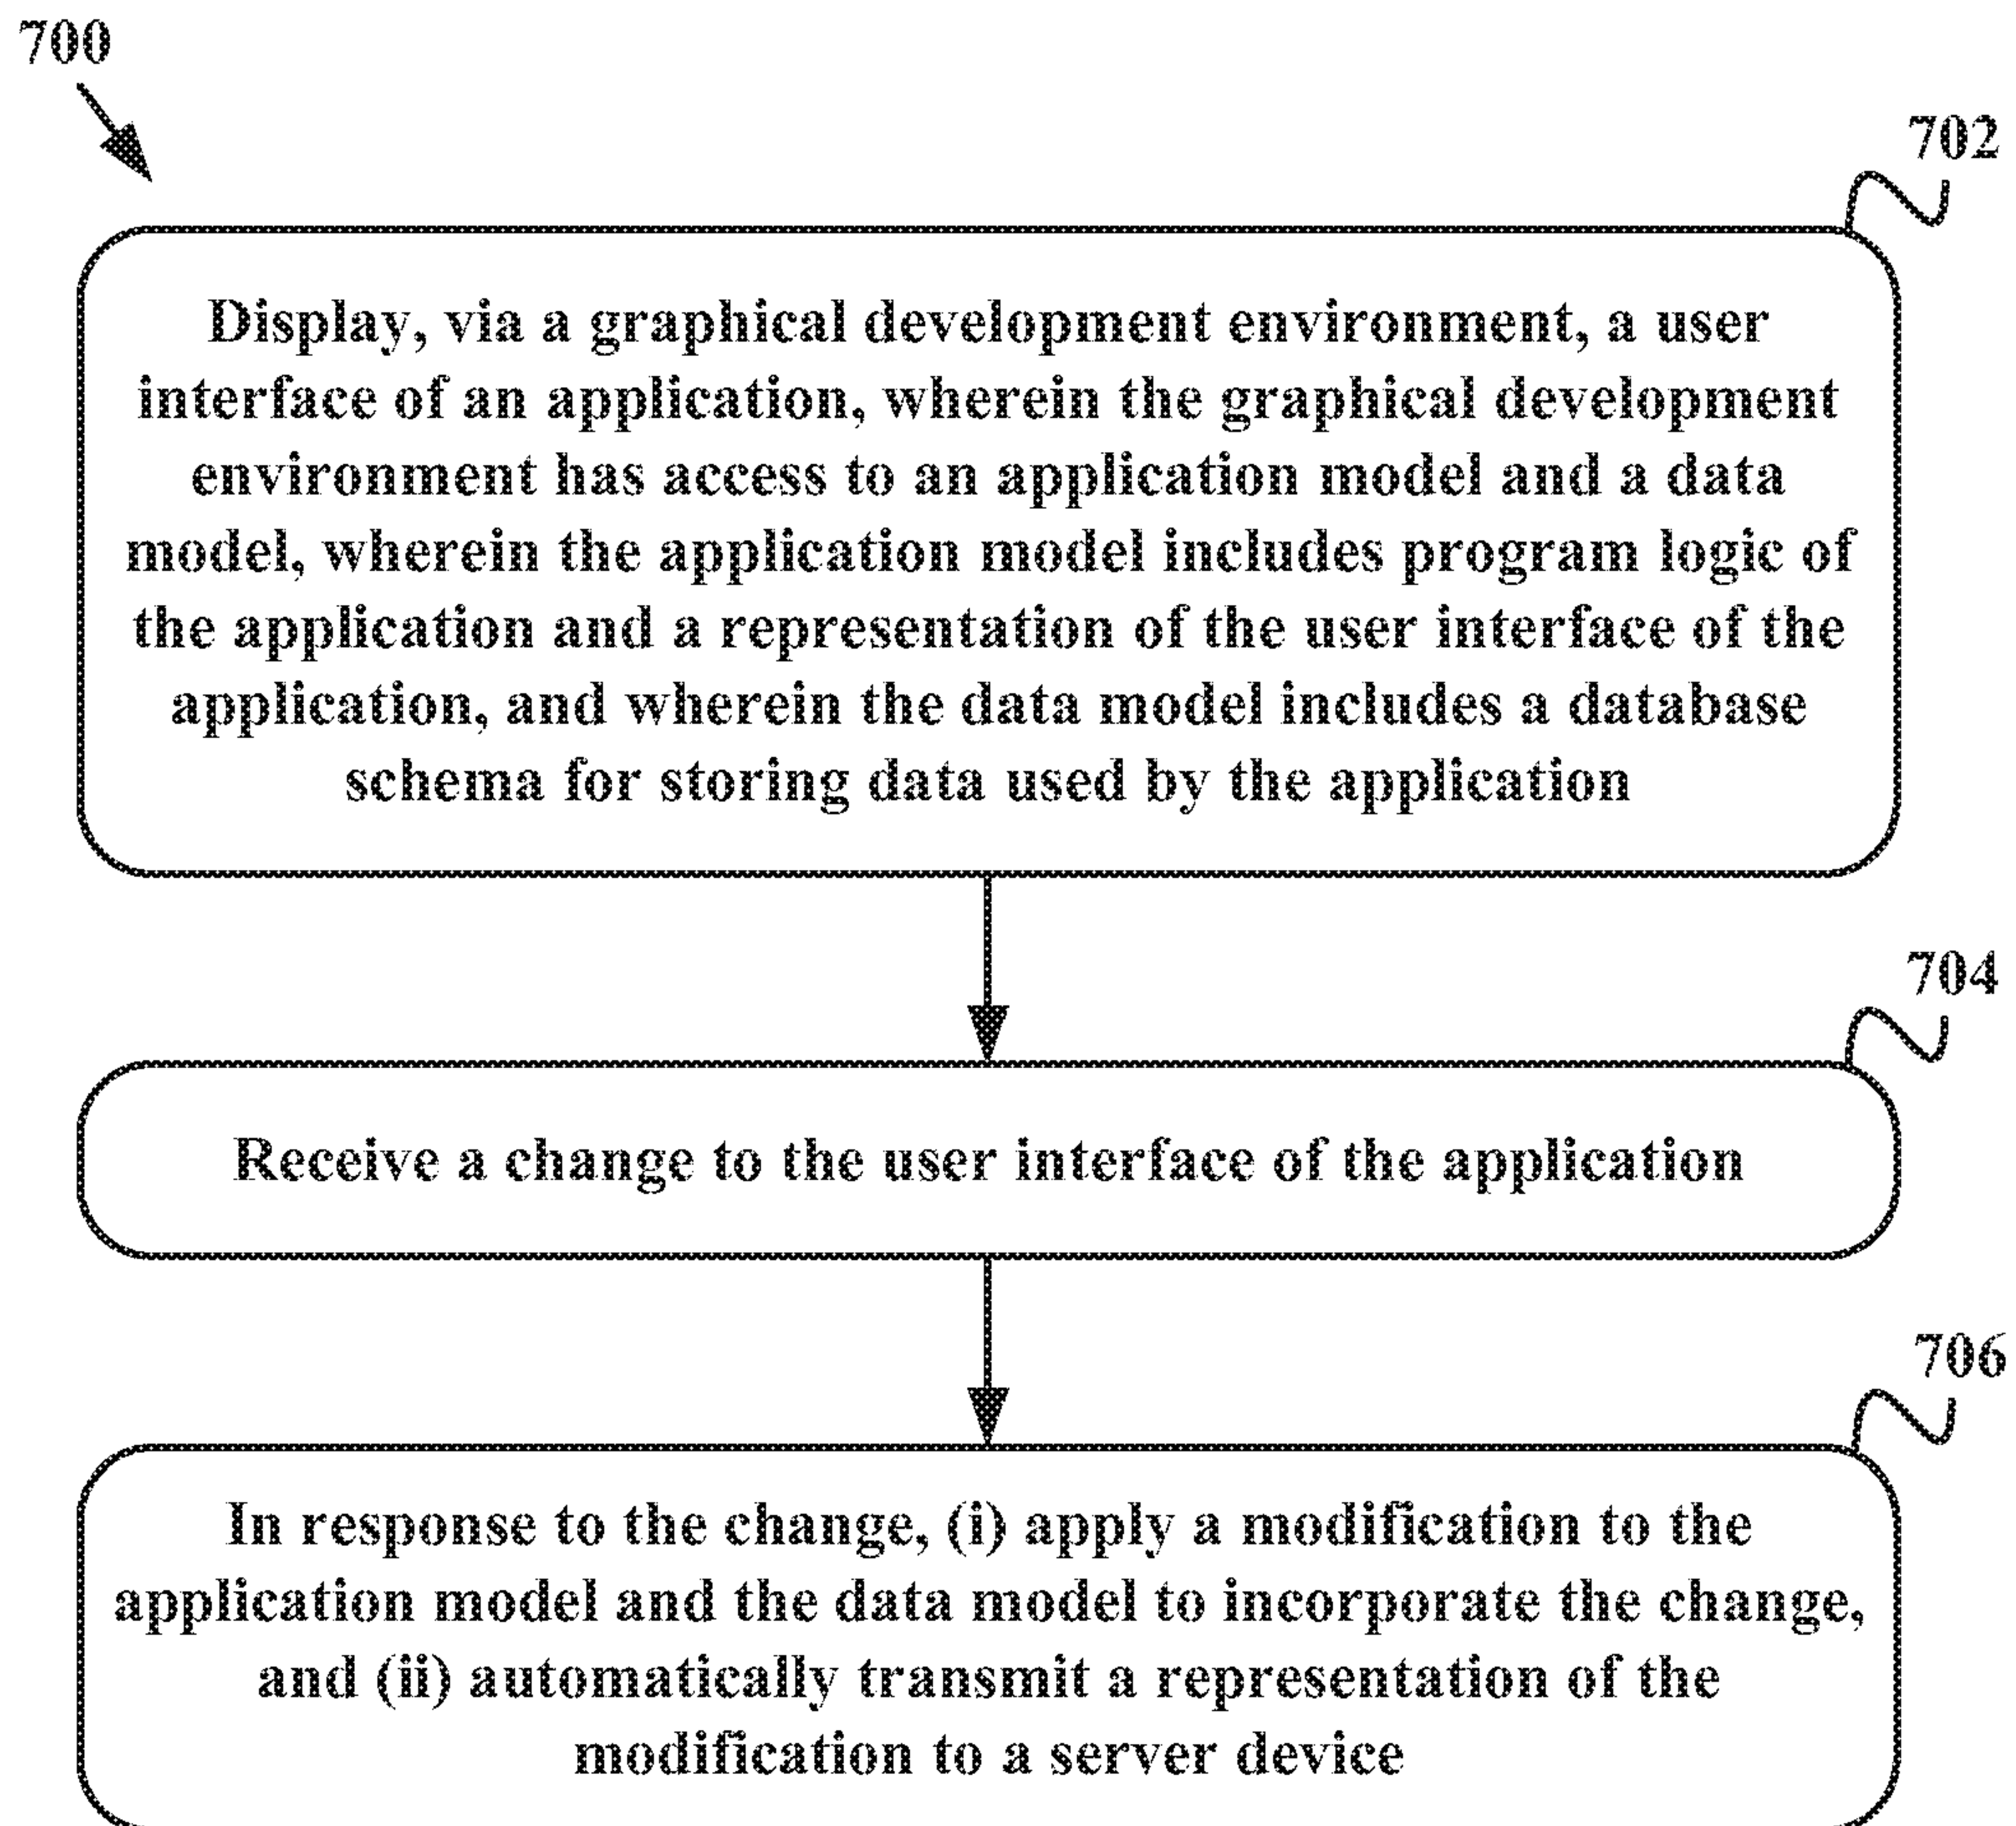 700
702
Display, via a graphical development environment, a user
interface of an application, wherein the graphical development
environment has access to an application model and a data
model, wherein the application model includes program logic of
the application and a representation of the user interface of the
application, and wherein the data model includes a database
schema for storing data used by the application
704
Receive a change to the user interface of the application
706
In response to the change, (i) apply a modification to the
application model and the data model to incorporate the change,
and (ii) automatically transmit a representation of the
modification to a server device